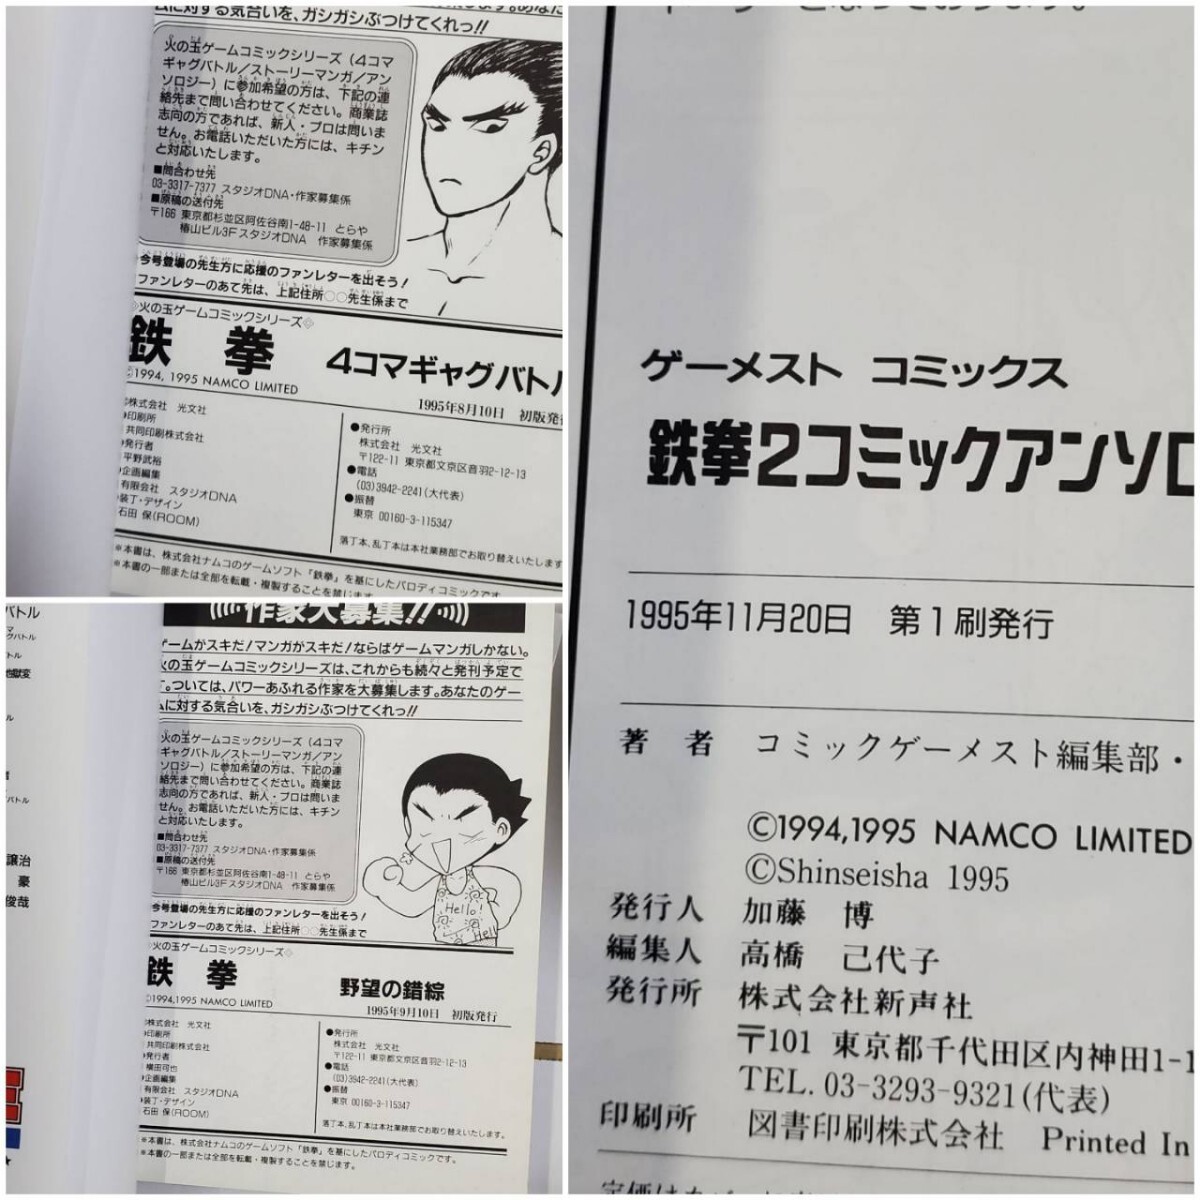 ムに対する気合いを、ガシガシぶつけてくれっ!!
火の玉ゲームコミックシリーズ（4コマ
ギャグバトル／ストーリーマンガ／アン
ソロジー）に参加希望の方は、下記の連
絡先まで問い合わせてください。商業誌
志向の方であれば、新人・プロは問いま
せん。お電話いただいた方には、キチン
と対応いたします。
■問合わせ先
03-3317-7377 スタジオDNA・作家募集係
■原稿の送付先
〒166 東京都杉並区阿佐谷南1-48-11 とらや
椿山ビル3FスタジオDNA 作家募集係
今号登場の先生方に応援のファンレターを出そう！
ファンレターのあて先は、上記住所○○先生係まで
◇火の玉ゲームコミックシリーズ◇
鉄 拳 4コマギャグバトル
©1994, 1995 NAMCO LIMITED
1995年8月10日 初版発行
株式会社 光文社
印刷所
共同印刷株式会社
発行者
平野武裕
企画編集
有限会社 スタジオDNA
装丁・デザイン
石田 保(ROOM)
●発行所
株式会社 光文社
〒122-11 東京都文京区音羽2-12-13
●電話
(03)3942-2241(大代表)
●振替
東京 00160-3-115347
落丁本、乱丁本は本社業務部でお取り替えいたします
＊本書は、株式会社ナムコのゲームソフト『鉄拳』を基にしたパロディコミックです。
＊本書の一部または全部を転載・複製することを禁じます
バトル
グバトル
トル
地獄変
バトル
譲治
豪
俊哉
作家大募集!!
ゲームがスキだ！マンガがスキだ！ならばゲームマンガしかない。
火の玉ゲームコミックシリーズは、これからも続々と発刊予定で
す。ついては、パワーあふれる作家を大募集します。あなたのゲー
ムに対する気合いを、ガシガシぶつけてくれっ!!
火の玉ゲームコミックシリーズ（4コマ
ギャグバトル／ストーリーマンガ／アン
ソロジー）に参加希望の方は、下記の連
絡先まで問い合わせてください。商業誌
志向の方であれば、新人・プロは問いま
せん。お電話いただいた方には、キチン
と対応いたします。
■問合わせ先
03-3317-7377 スタジオDNA・作家募集係
■原稿の送付先
〒166 東京都杉並区阿佐谷南1-48-11 とらや
椿山ビル3FスタジオDNA 作家募集係
Hello!
Hell
今号登場の先生方に応援のファンレターを出そう！
ファンレターのあて先は、上記住所○○先生係まで
◇火の玉ゲームコミックシリーズ◇
鉄 拳 野望の錯綜
©1994,1995 NAMCO LIMITED
1995年9月10日 初版発行
株式会社 光文社
印刷所
共同印刷株式会社
発行者
横田可也
企画編集
有限会社 スタジオDNA
装丁・デザイン
石田 保(ROOM)
●発行所
株式会社 光文社
〒122-11 東京都文京区音羽2-12-13
●電話
(03)3942-2241(大代表)
●振替
東京 00160-3-115347
落丁本、乱丁本は本社業務部でお取り替えいたします。
＊本書は、株式会社ナムコのゲームソフト『鉄拳』を基にしたパロディコミックです。
＊本書の一部または全部を転載・複製することを禁じます。
ゲーメスト コミックス
鉄拳2コミックアンソロ
1995年11月20日 第1刷発行
著 者 コミックゲーメスト編集部・
©1994,1995 NAMCO LIMITED
©Shinseisha 1995
発行人 加藤 博
編集人 高橋 己代子
発行所 株式会社新声社
〒101 東京都千代田区内神田1-1
TEL. 03-3293-9321(代表)
印刷所 図書印刷株式会社 Printed In